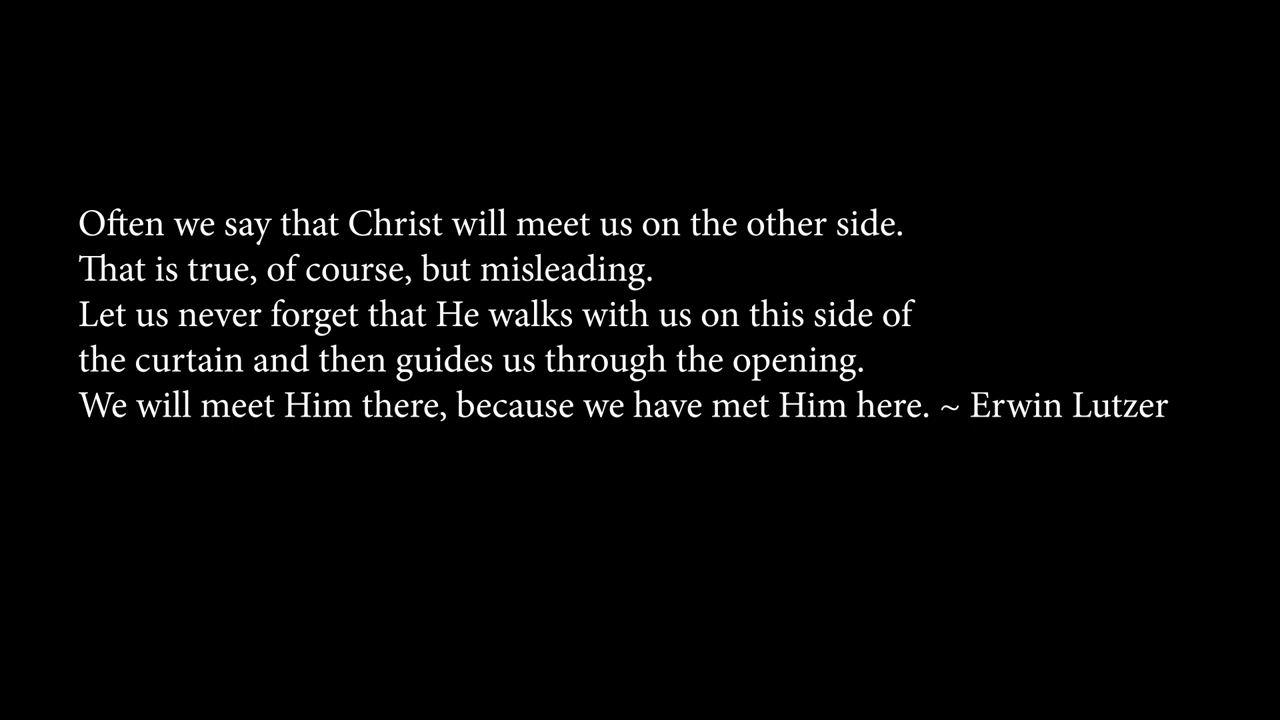 Often we say that Christ will meet us on the other side.
That is true, of course, but misleading.
Let us never forget that He walks with us on this side of
the curtain and then guides us through the opening.
We will meet Him there, because we have met Him here. ~ Erwin Lutzer